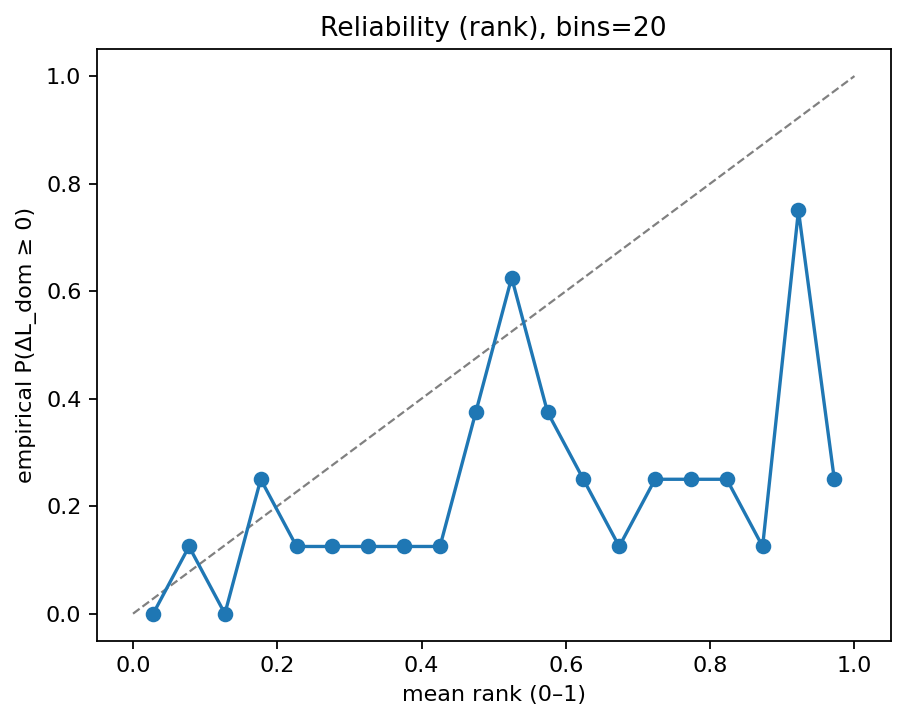 Reliability (rank), bins=20
empirical P(ΔL_dom ≥ 0)
1.0
0.8
0.6
0.4
0.2
0.0
0.0 0.2 0.4 0.6 0.8 1.0
mean rank (0–1)